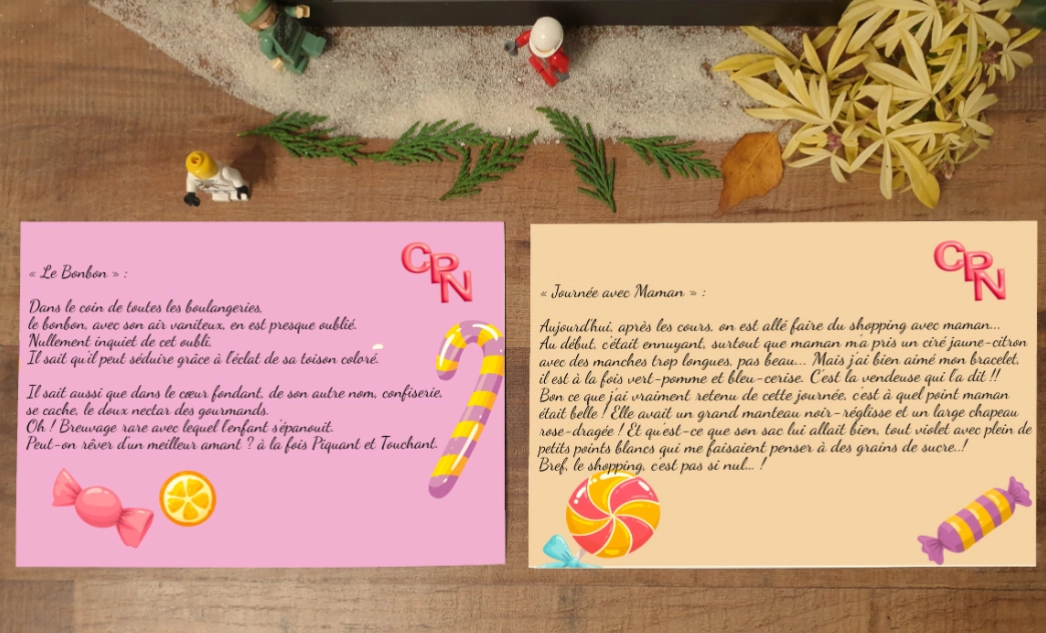 CRN
« Le Bonbon » :
Dans le coin de toutes les boulangeries,
le bonbon, avec son air vaniteux, en est presque oublié.
Nullement inquiet de cet oubli,
Il sait qu'il peut séduire grâce à l'éclat de sa toison coloré.
Il sait aussi que dans le cœur fondant, de son autre nom, confiserie,
se cache, le doux nectar des gourmands.
Oh ! Breuvage rare avec lequel l'enfant s'épanouit.
Peut-on rêver d'un meilleur amant ? à la fois Piquant et Touchant.
CRN
« Journée avec Maman » :
Aujourd'hui, après les cours, on est allé faire du shopping avec maman...
Au début, c'était ennuyant, surtout que maman m'a pris un ciré jaune-citron
avec des manches trop longues, pas beau... Mais j'ai bien aimé mon bracelet,
il est à la fois vert-pomme et bleu-cerise. C'est la vendeuse qui l'a dit !!
Bon ce que j'ai vraiment retenu de cette journée, c'est à quel point maman
était belle ! Elle avait un grand manteau noir-réglisse et un large chapeau
rose-dragée ! Et qu'est-ce que son sac lui allait bien, tout violet avec plein de
petits points blancs qui me faisaient penser à des grains de sucre...!
Bref, le shopping, c'est pas si nul... !